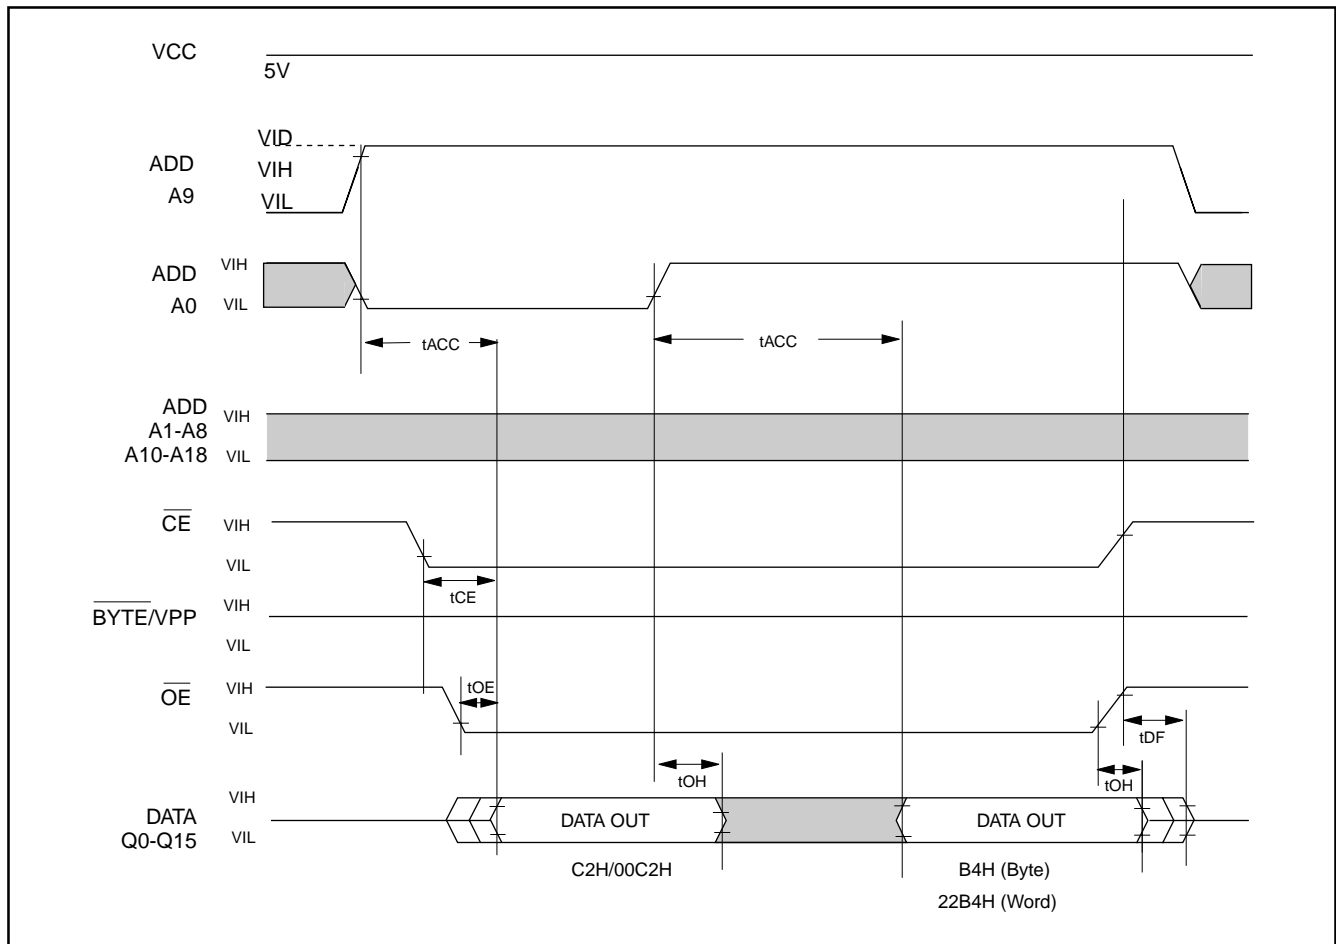 VCC
5V
VID
ADD
VIH
A9
VIL
ADD
VIH
A0
VIL
tACC
tACC
ADD
VIH
A1-A8
A10-A18
VIL
CE
VIH
VIL
tCE
BYTE/VPP
VIH
VIL
OE
VIH
tOE
VIL
tDF
tOH
tOH
DATA
VIH
Q0-Q15
VIL
DATA OUT
DATA OUT
C2H/00C2H
B4H (Byte)
22B4H (Word)